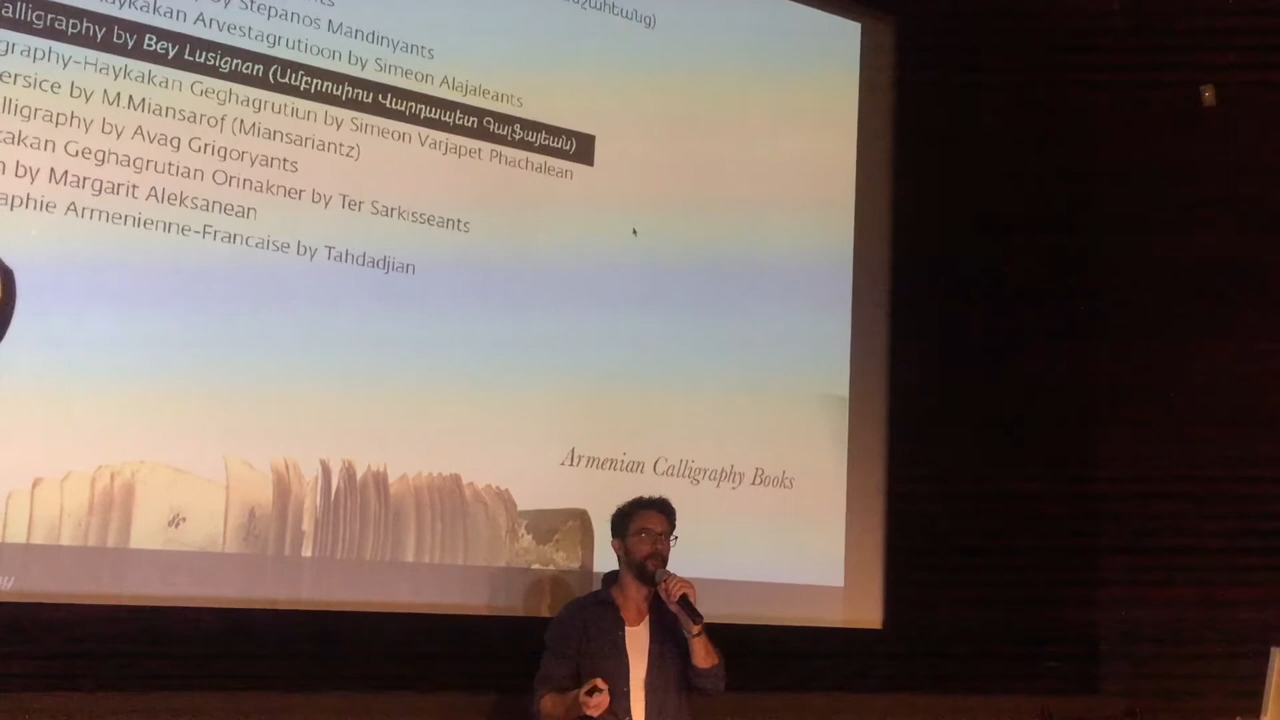 by Stepanos Mandinyants
Arvestagrutioon by Simeon Alajaleants
alligraphy by Bey Lusignan (Ամբրոսիոս Վարդապետ Գալֆայեան)
graphy-Haykakan Geghagrutiun by Simeon Varjapet Phachalean
ersice by M.Miansarof (Miansariantz)
lligraphy by Avag Grigoryants
akan Geghagrutian Orinakner by Ter Sarkisseants
n by Margarit Aleksanean
aphie Armenienne-Francaise by Tahdadjian
Armenian Calligraphy Books